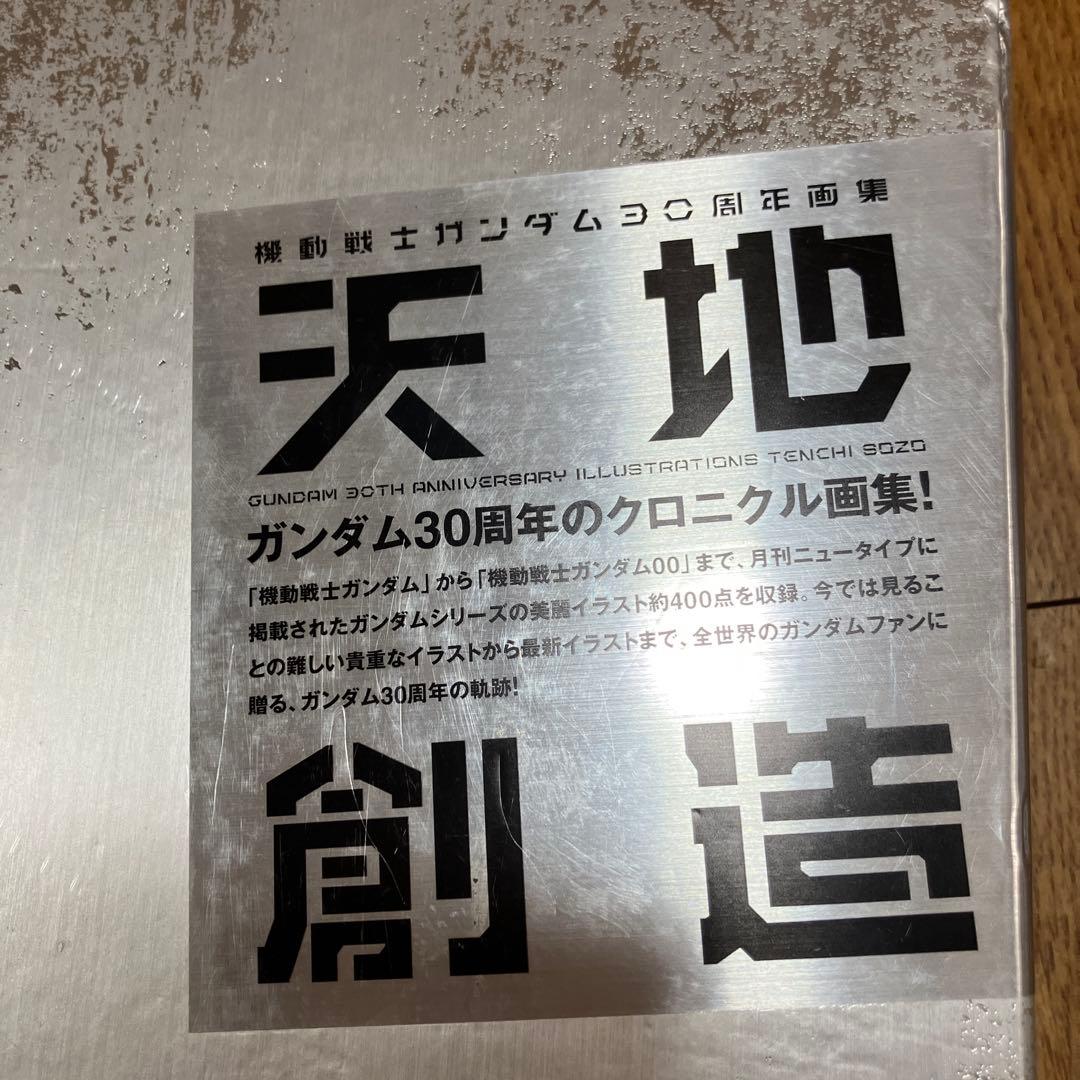 機動戦士ガンダム30周年画集
天地
GUNDAM 30TH ANNIVERSARY ILLUSTRATIONS TENCHI SOZO
ガンダム30周年のクロニクル画集!
「機動戦士ガンダム」から「機動戦士ガンダム00」まで、月刊ニュータイプに
掲載されたガンダムシリーズの美麗イラスト約400点を収録。今では見るこ
との難しい貴重なイラストから最新イラストまで、全世界のガンダムファンに
贈る、ガンダム30周年の軌跡!
創造